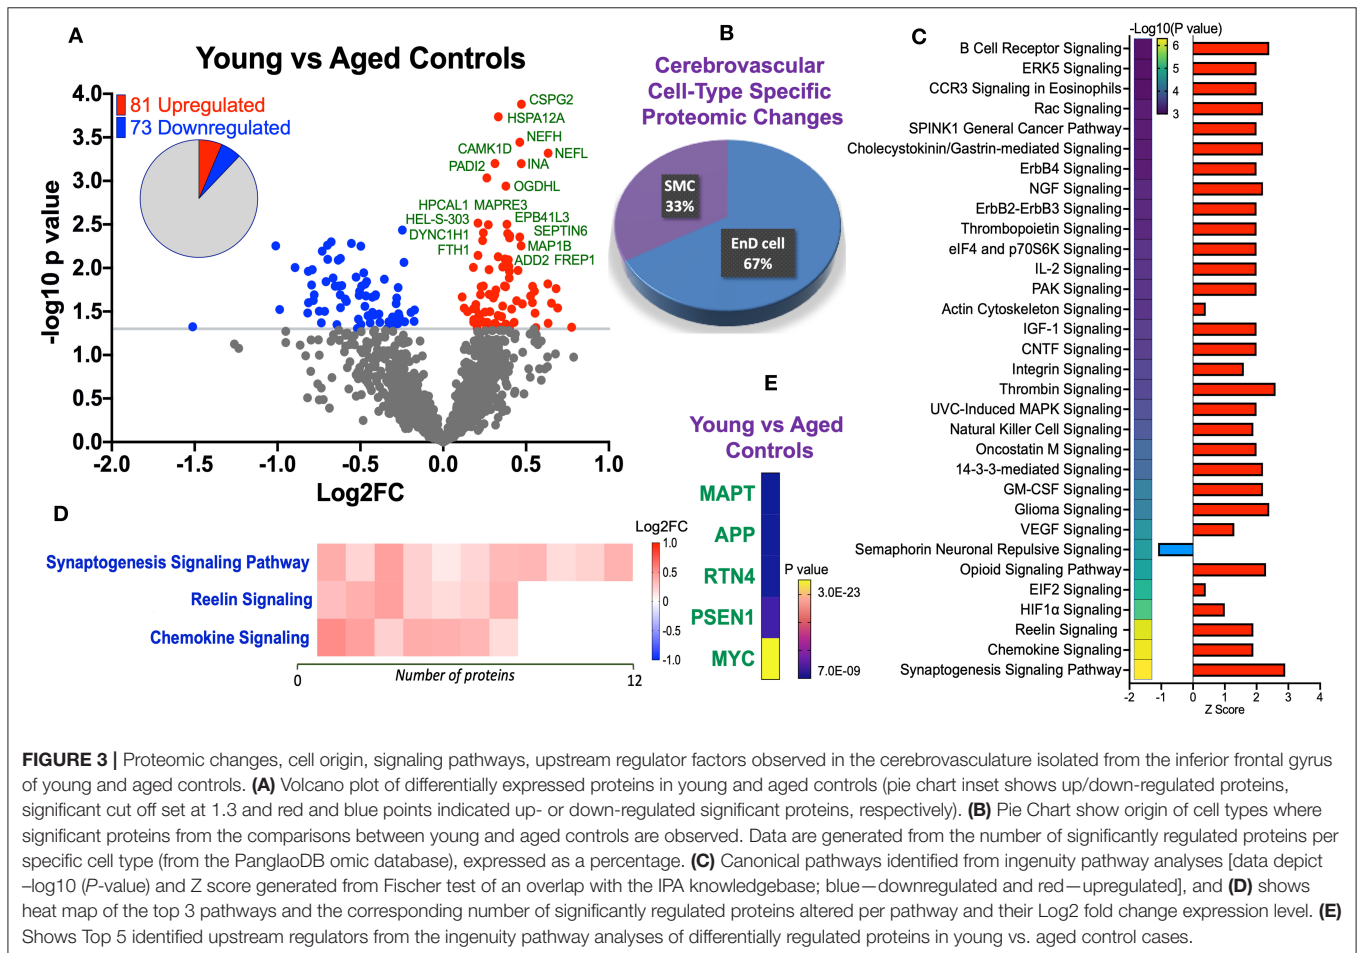 A
Young vs Aged Controls
81 Upregulated
73 Downregulated
-log10 p value
4.0
3.5
3.0
2.5
2.0
1.5
1.0
0.5
0.0
-2.0 -1.5 -1.0 -0.5 0.0 0.5 1.0
Log2FC
CSPG2
HSPA12A
NEFH
CAMK1D
NEFL
PADI2
INA
OGDHL
HPCAL1 MAPRE3
HEL-S-303
EPB41L3
DYNC1H1
SEPTIN6
FTH1
MAP1B
ADD2 FREP1
B
Cerebrovascular
Cell-Type Specific
Proteomic Changes
SMC
33%
EnD cell
67%
C
-Log10(P value)
6
5
4
3
B Cell Receptor Signaling
ERK5 Signaling
CCR3 Signaling in Eosinophils
Rac Signaling
SPINK1 General Cancer Pathway
Cholecystokinin/Gastrin-mediated Signaling
ErbB4 Signaling
NGF Signaling
ErbB2-ErbB3 Signaling
Thrombopoietin Signaling
eIF4 and p70S6K Signaling
IL-2 Signaling
PAK Signaling
Actin Cytoskeleton Signaling
IGF-1 Signaling
CNTF Signaling
Integrin Signaling
Thrombin Signaling
UVC-Induced MAPK Signaling
Natural Killer Cell Signaling
Oncostatin M Signaling
14-3-3-mediated Signaling
GM-CSF Signaling
Glioma Signaling
VEGF Signaling
Semaphorin Neuronal Repulsive Signaling
Opioid Signaling Pathway
EIF2 Signaling
HIF1α Signaling
Reelin Signaling
Chemokine Signaling
Synaptogenesis Signaling Pathway
-2 -1 0 1 2 3 4
Z Score
D
Log2FC
1.0
0.5
0
-0.5
-1.0
Synaptogenesis Signaling Pathway
Reelin Signaling
Chemokine Signaling
0 Number of proteins 12
E
Young vs Aged
Controls
MAPT
APP
RTN4
PSEN1
MYC
P value
3.0E-23
7.0E-09
FIGURE 3 | Proteomic changes, cell origin, signaling pathways, upstream regulator factors observed in the cerebrovasculature isolated from the inferior frontal gyrus
of young and aged controls. (A) Volcano plot of differentially expressed proteins in young and aged controls (pie chart inset shows up/down-regulated proteins,
significant cut off set at 1.3 and red and blue points indicated up- or down-regulated significant proteins, respectively). (B) Pie Chart show origin of cell types where
significant proteins from the comparisons between young and aged controls are observed. Data are generated from the number of significantly regulated proteins per
specific cell type (from the PanglaoDB omic database), expressed as a percentage. (C) Canonical pathways identified from ingenuity pathway analyses [data depict
–log10 (P-value) and Z score generated from Fischer test of an overlap with the IPA knowledgebase; blue—downregulated and red—upregulated], and (D) shows
heat map of the top 3 pathways and the corresponding number of significantly regulated proteins altered per pathway and their Log2 fold change expression level. (E)
Shows Top 5 identified upstream regulators from the ingenuity pathway analyses of differentially regulated proteins in young vs. aged control cases.